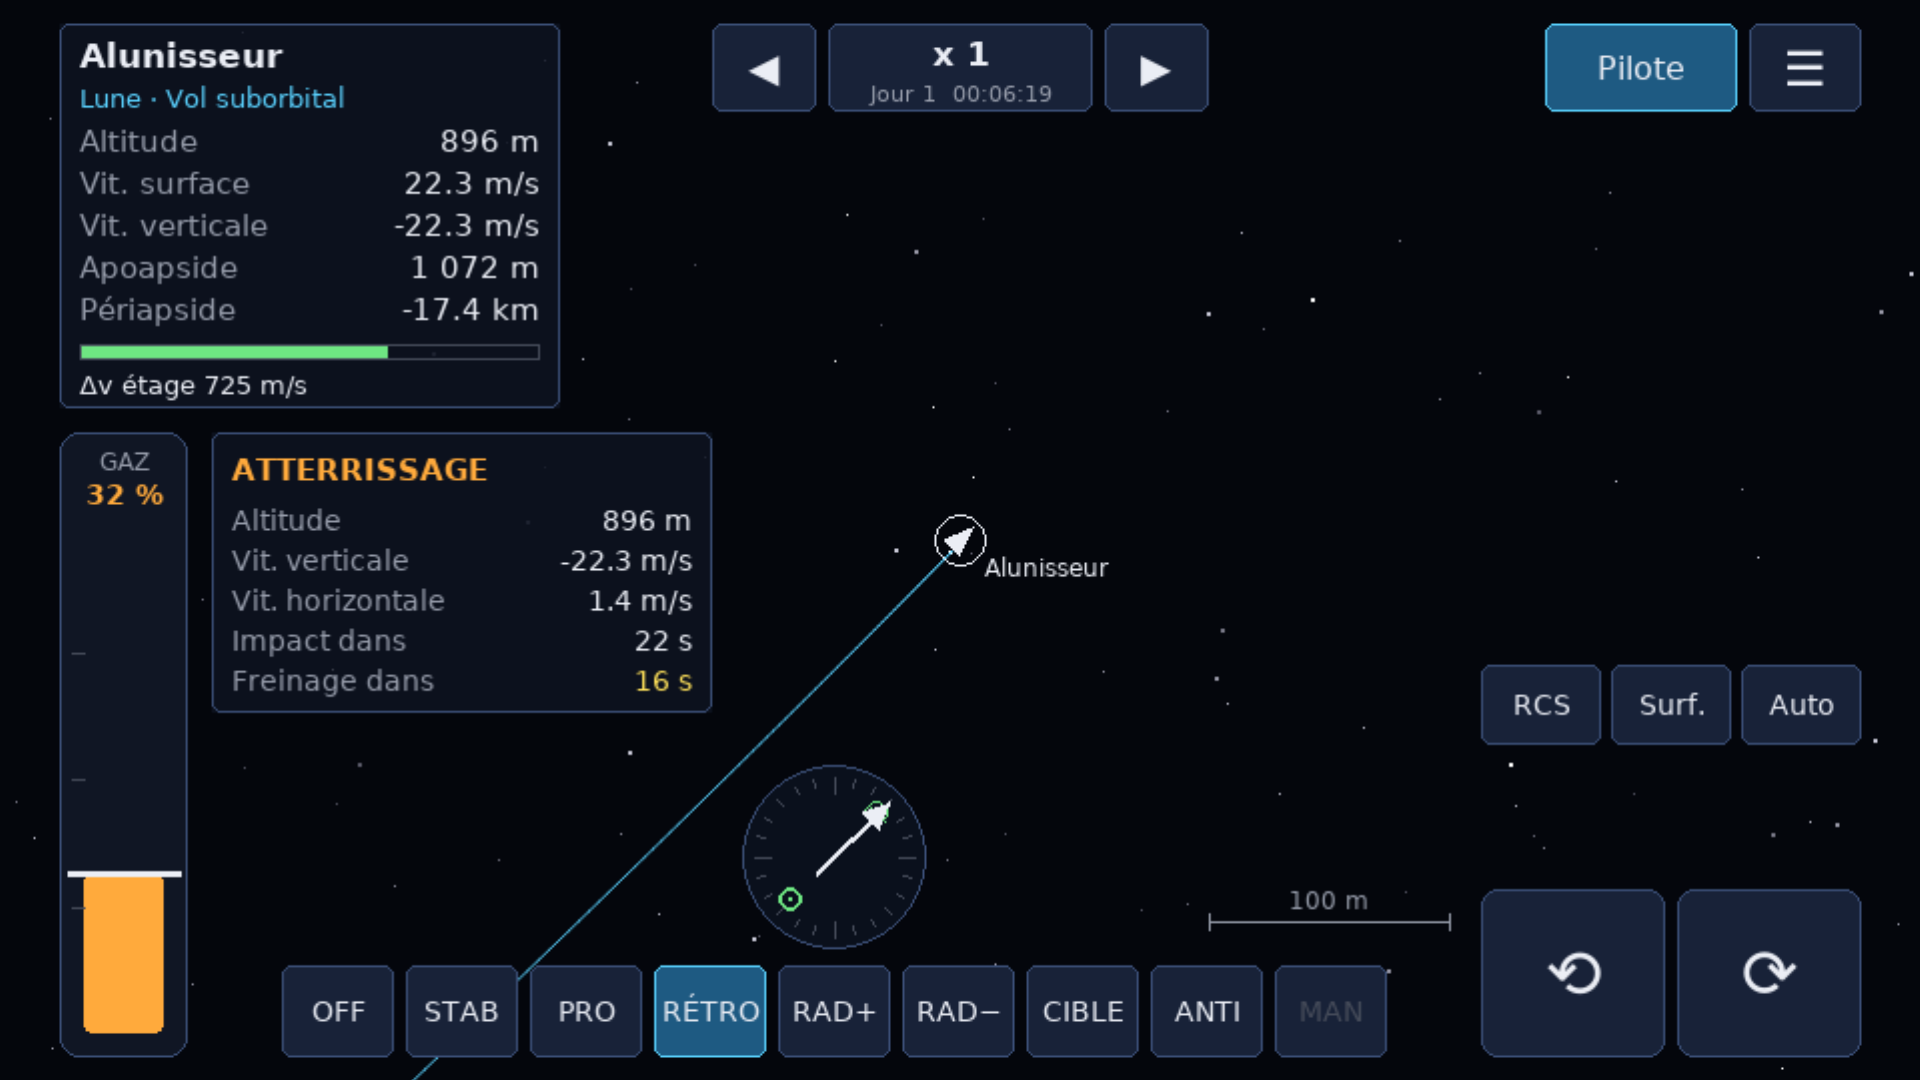 Alunisseur
Lune · Vol suborbital
Altitude 896 m
Vit. surface 22.3 m/s
Vit. verticale -22.3 m/s
Apoapside 1 072 m
Périapside -17.4 km
Δv étage 725 m/s
◀ x 1 ▶
Jour 1 00:06:19
Pilote ☰
GAZ
32 %
ATTERRISSAGE
Altitude 896 m
Vit. verticale -22.3 m/s
Vit. horizontale 1.4 m/s
Impact dans 22 s
Freinage dans 16 s
Alunisseur
RCS Surf. Auto
100 m
⟲ ⟳
OFF STAB PRO RÉTRO RAD+ RAD− CIBLE ANTI MAN